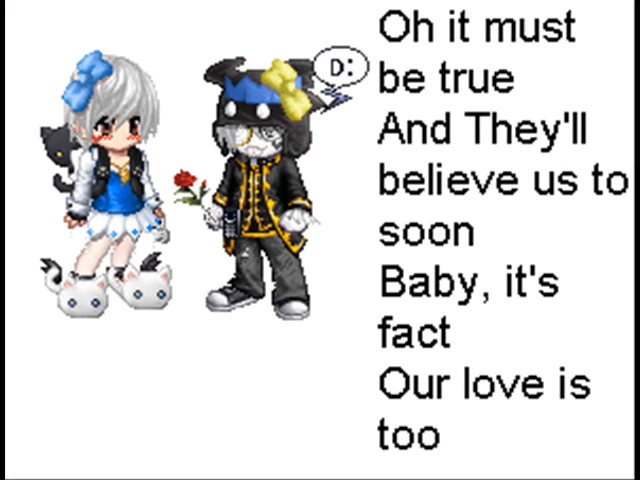 D:
Oh it must
be true
And They'll
believe us to
soon
Baby, it's
fact
Our love is
too